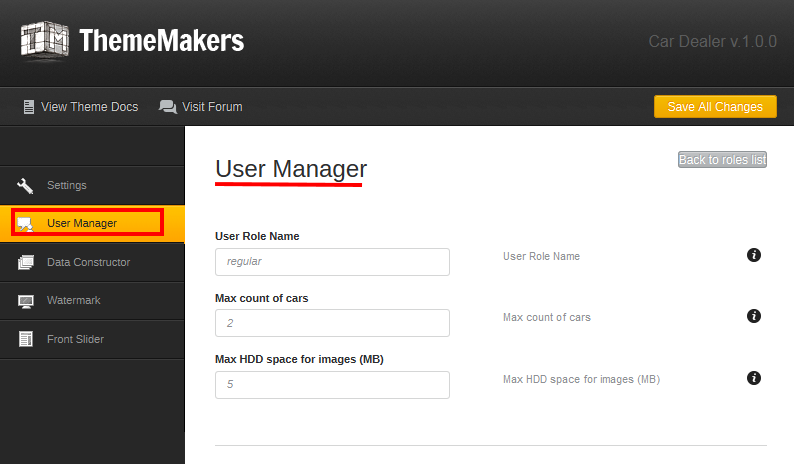 ThemeMakers
Car Dealer v.1.0.0
View Theme Docs
Visit Forum
Save All Changes
Settings
User Manager
Data Constructor
Watermark
Front Slider
User Manager
Back to roles list
User Role Name
regular
User Role Name
Max count of cars
2
Max count of cars
Max HDD space for images (MB)
5
Max HDD space for images (MB)